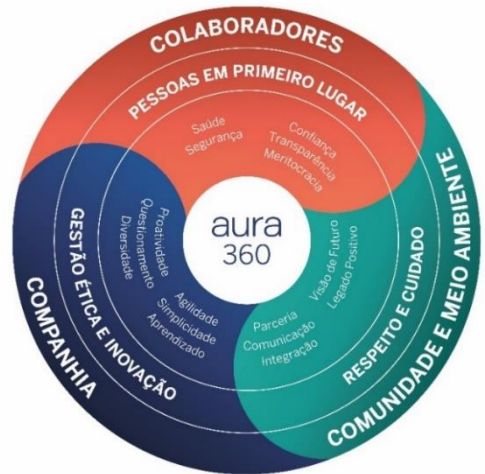 COLABORADORES
PESSOAS EM PRIMEIRO LUGAR
Saúde
Segurança
Confiança
Transparência
Meritocracia
aura
360
COMUNIDADE E MEIO AMBIENTE
RESPEITO E CUIDADO
Visão de Futuro
Legado Positivo
Parceria
Comunicação
Integração
COMPANHIA
GESTÃO ÉTICA E INOVAÇÃO
Proatividade
Questionamento
Diversidade
Agilidade
Simplicidade
Aprendizado